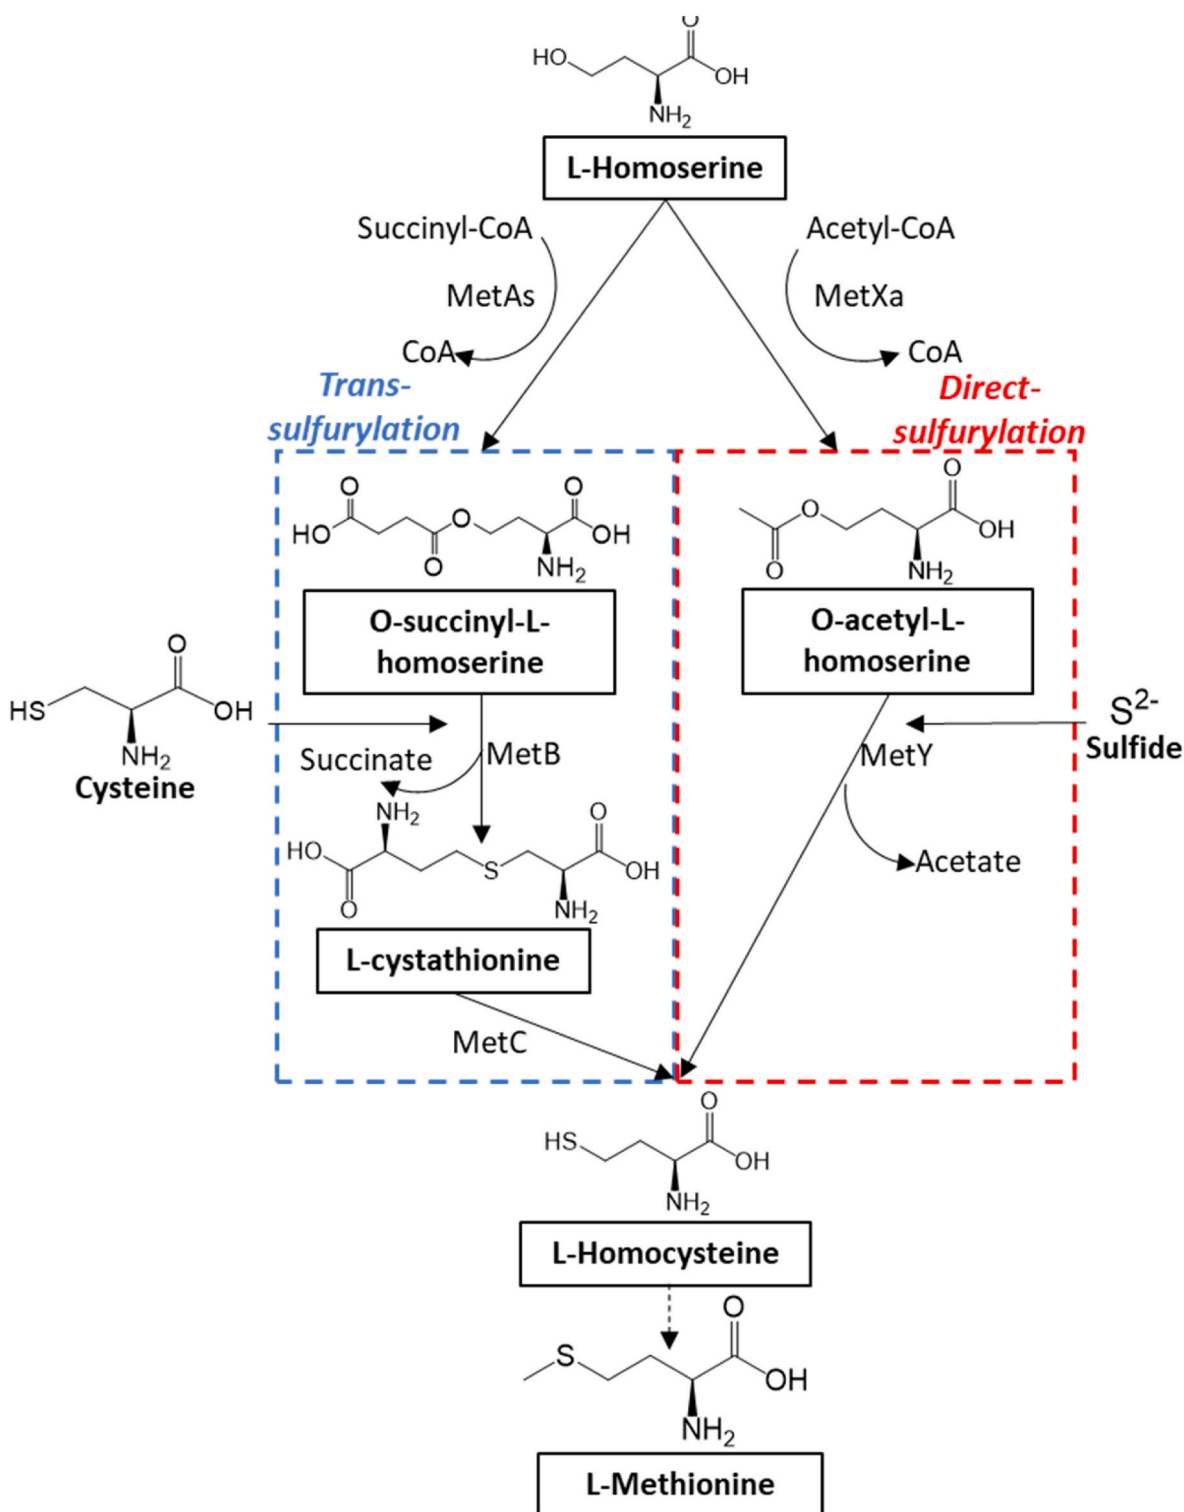 O
HO
OH
NH2
L-Homoserine
Succinyl-CoA
Acetyl-CoA
MetAs
MetXa
CoA
CoA
Trans-
sulfurylation
Direct-
sulfurylation
O
O
HO
O
OH
O
NH2
O-succinyl-L-
homoserine
O
O
OH
O
NH2
O-acetyl-L-
homoserine
O
HS
OH
NH2
Cysteine
S2-
Sulfide
Succinate
MetB
MetY
Acetate
NH2
O
HO
S
OH
O
NH2
L-cystathionine
MetC
O
HS
OH
NH2
L-Homocysteine
O
S
OH
NH2
L-Methionine